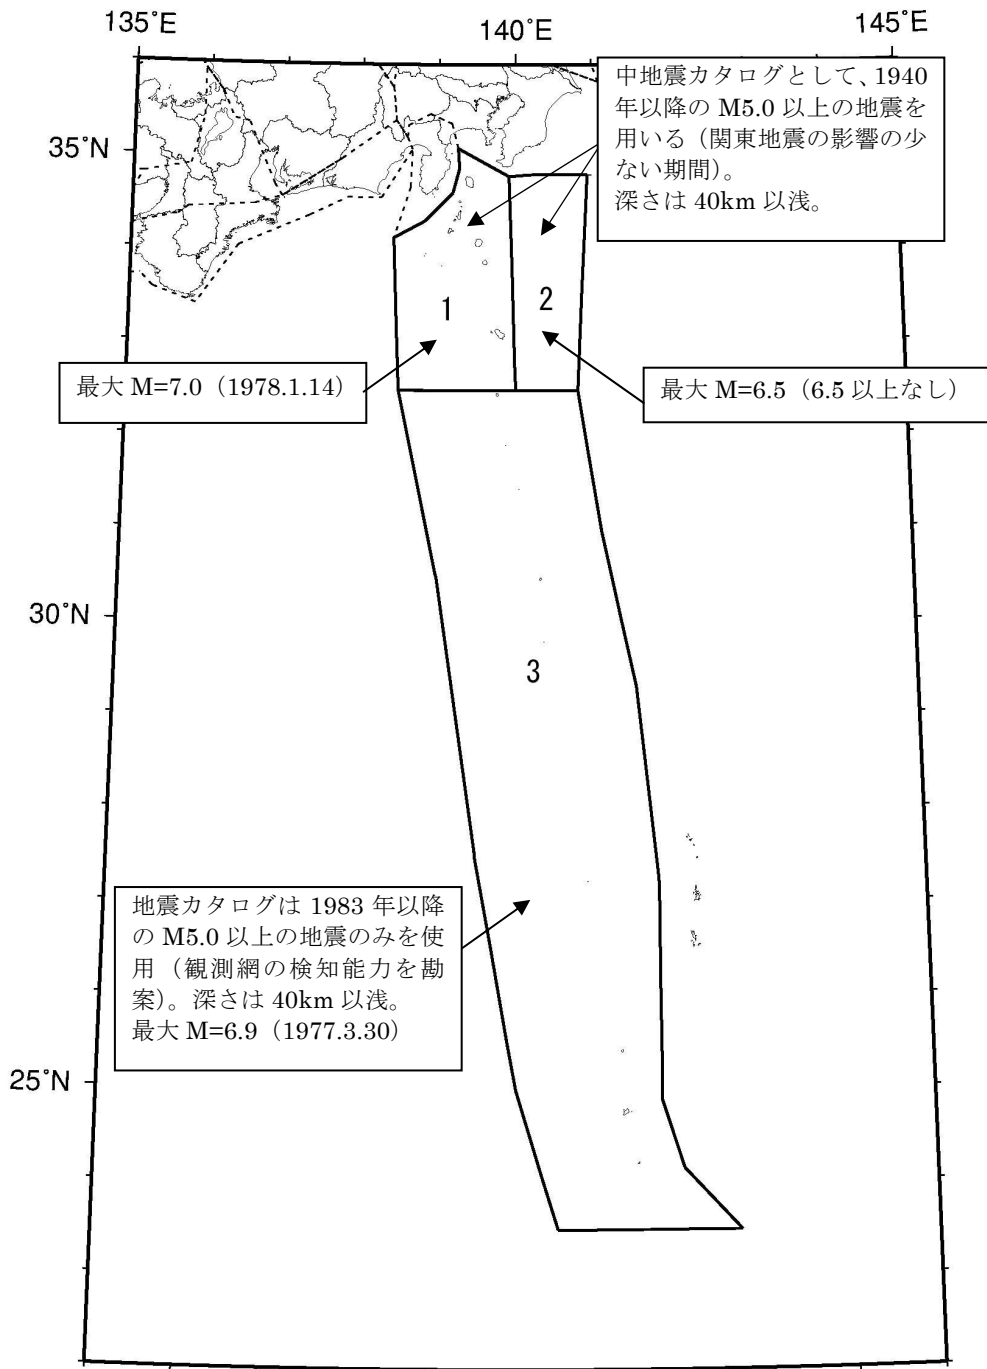 135°E
140°E
145°E
中地震カタログとして、1940
年以降の M5.0 以上の地震を
用いる（関東地震の影響の少
ない期間）。
深さは 40km 以浅。
35°N
1
2
最大 M=7.0（1978.1.14）
最大 M=6.5（6.5 以上なし）
30°N
3
地震カタログは 1983 年以降
の M5.0 以上の地震のみを使
用（観測網の検知能力を勘
案）。深さは 40km 以浅。
最大 M=6.9（1977.3.30）
25°N